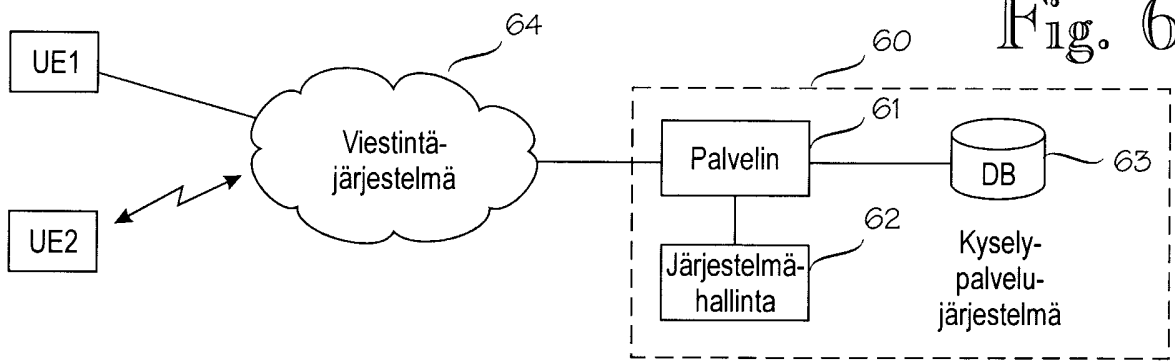 Fig. 6
64
60
UE1
61
Viestintä-
järjestelmä
Palvelin
DB
63
UE2
62
Järjestelmä-
hallinta
Kysely-
palvelu-
järjestelmä